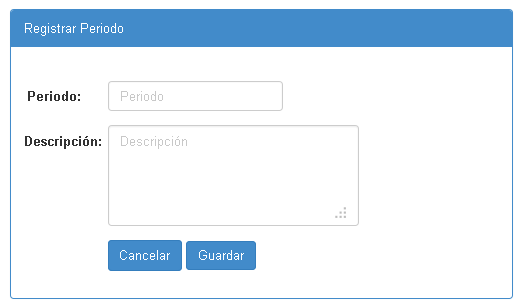 Registrar Periodo
Periodo: Periodo
Descripción: Descripción
Cancelar Guardar